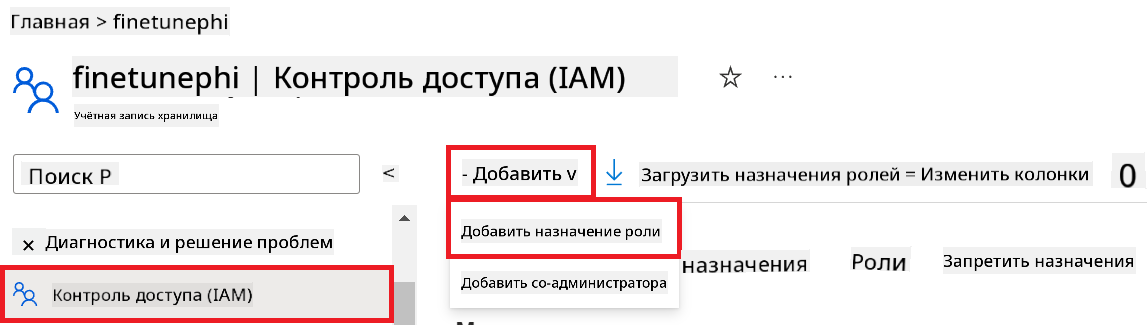 Главная > finetunephi
finetunephi | Контроль доступа (IAM)
Учётная запись хранилища
Поиск P
<
- Добавить v
Загрузить назначения ролей = Изменить колонки
0
× Диагностика и решение проблем
Добавить назначение роли
назначения
Роли
Запретить назначения
Контроль доступа (IAM)
Добавить со-администратора